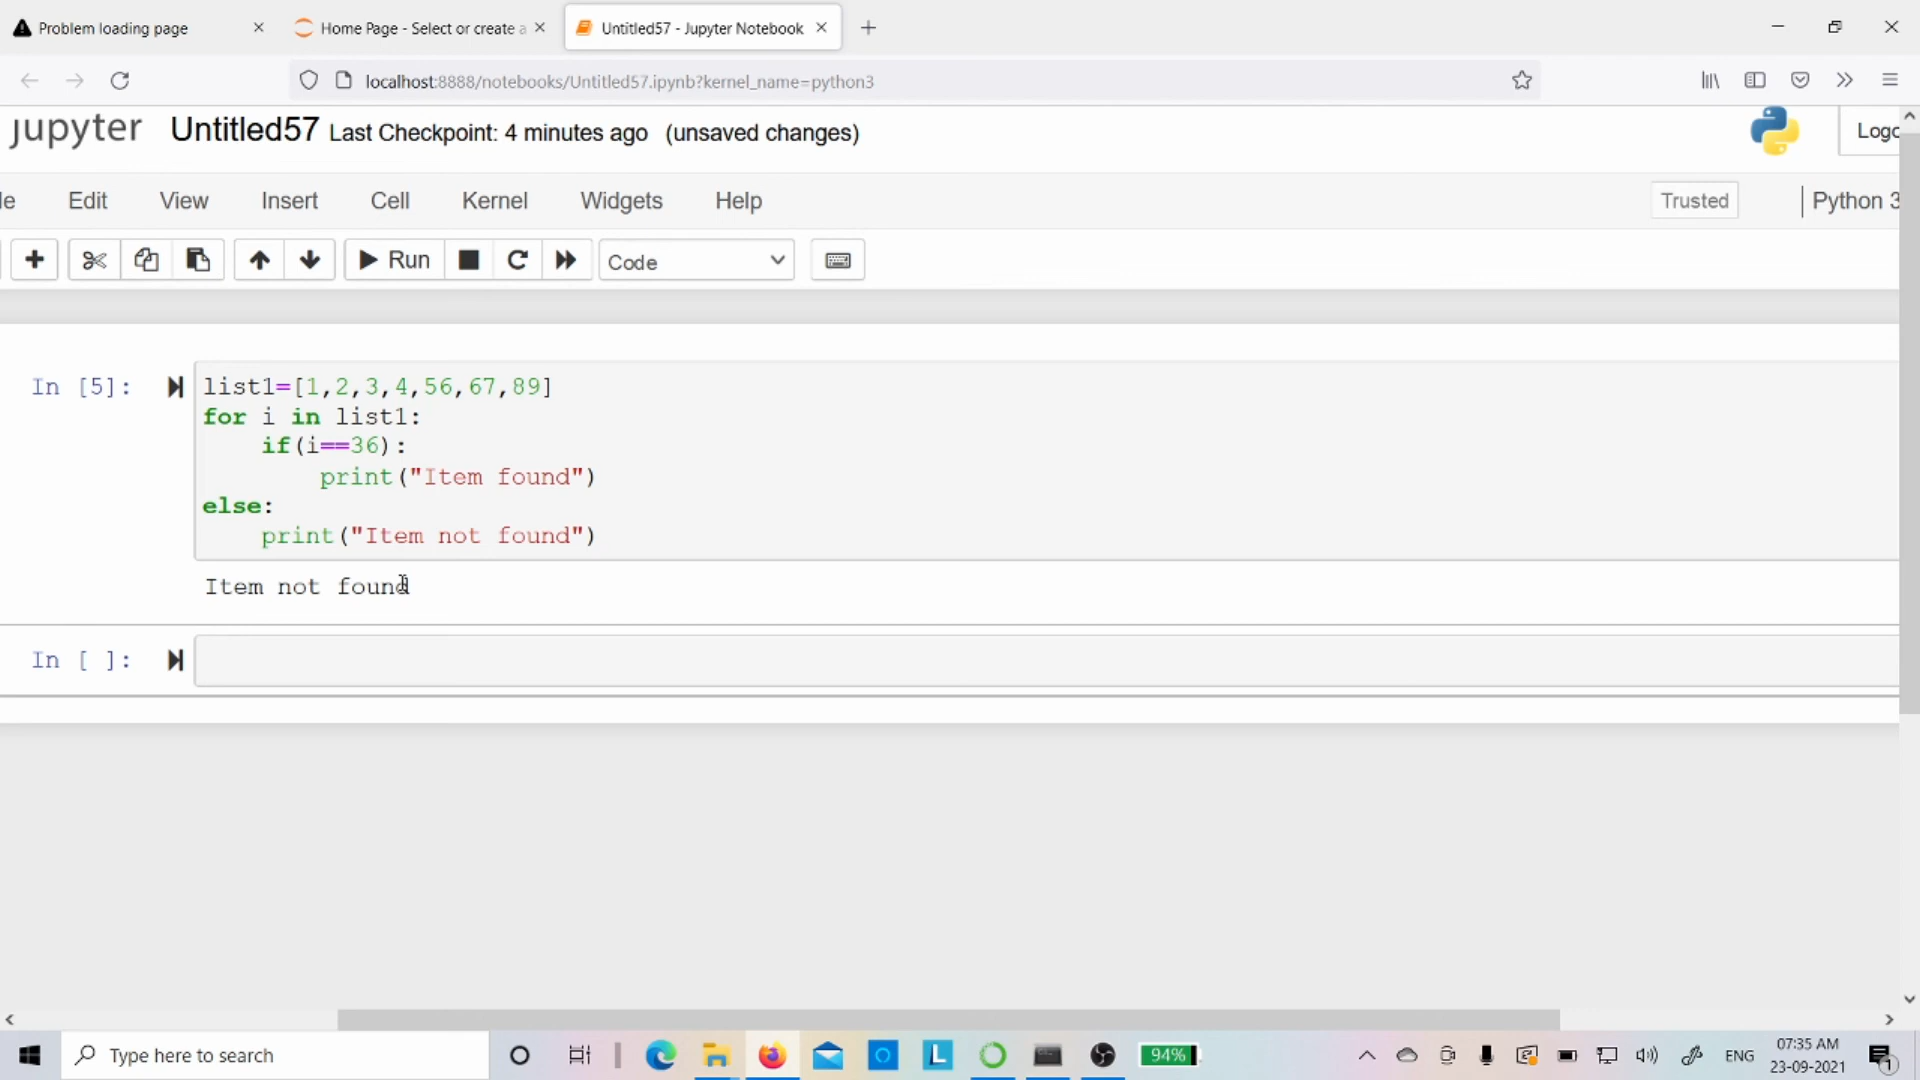 Problem loading page
Home Page - Select or create a
Untitled57 - Jupyter Notebook
localhost:8888/notebooks/Untitled57.ipynb?kernel_name=python3
jupyter Untitled57 Last Checkpoint: 4 minutes ago (unsaved changes)
Logo
le Edit View Insert Cell Kernel Widgets Help
Trusted
Python 3
Run
Code
In [5]:
list1=[1,2,3,4,56,67,89]
for i in list1:
    if(i==36):
        print("Item found")
else:
    print("Item not found")
Item not found
In [ ]:
Type here to search
L
94%
ENG
07:35 AM
23-09-2021
1